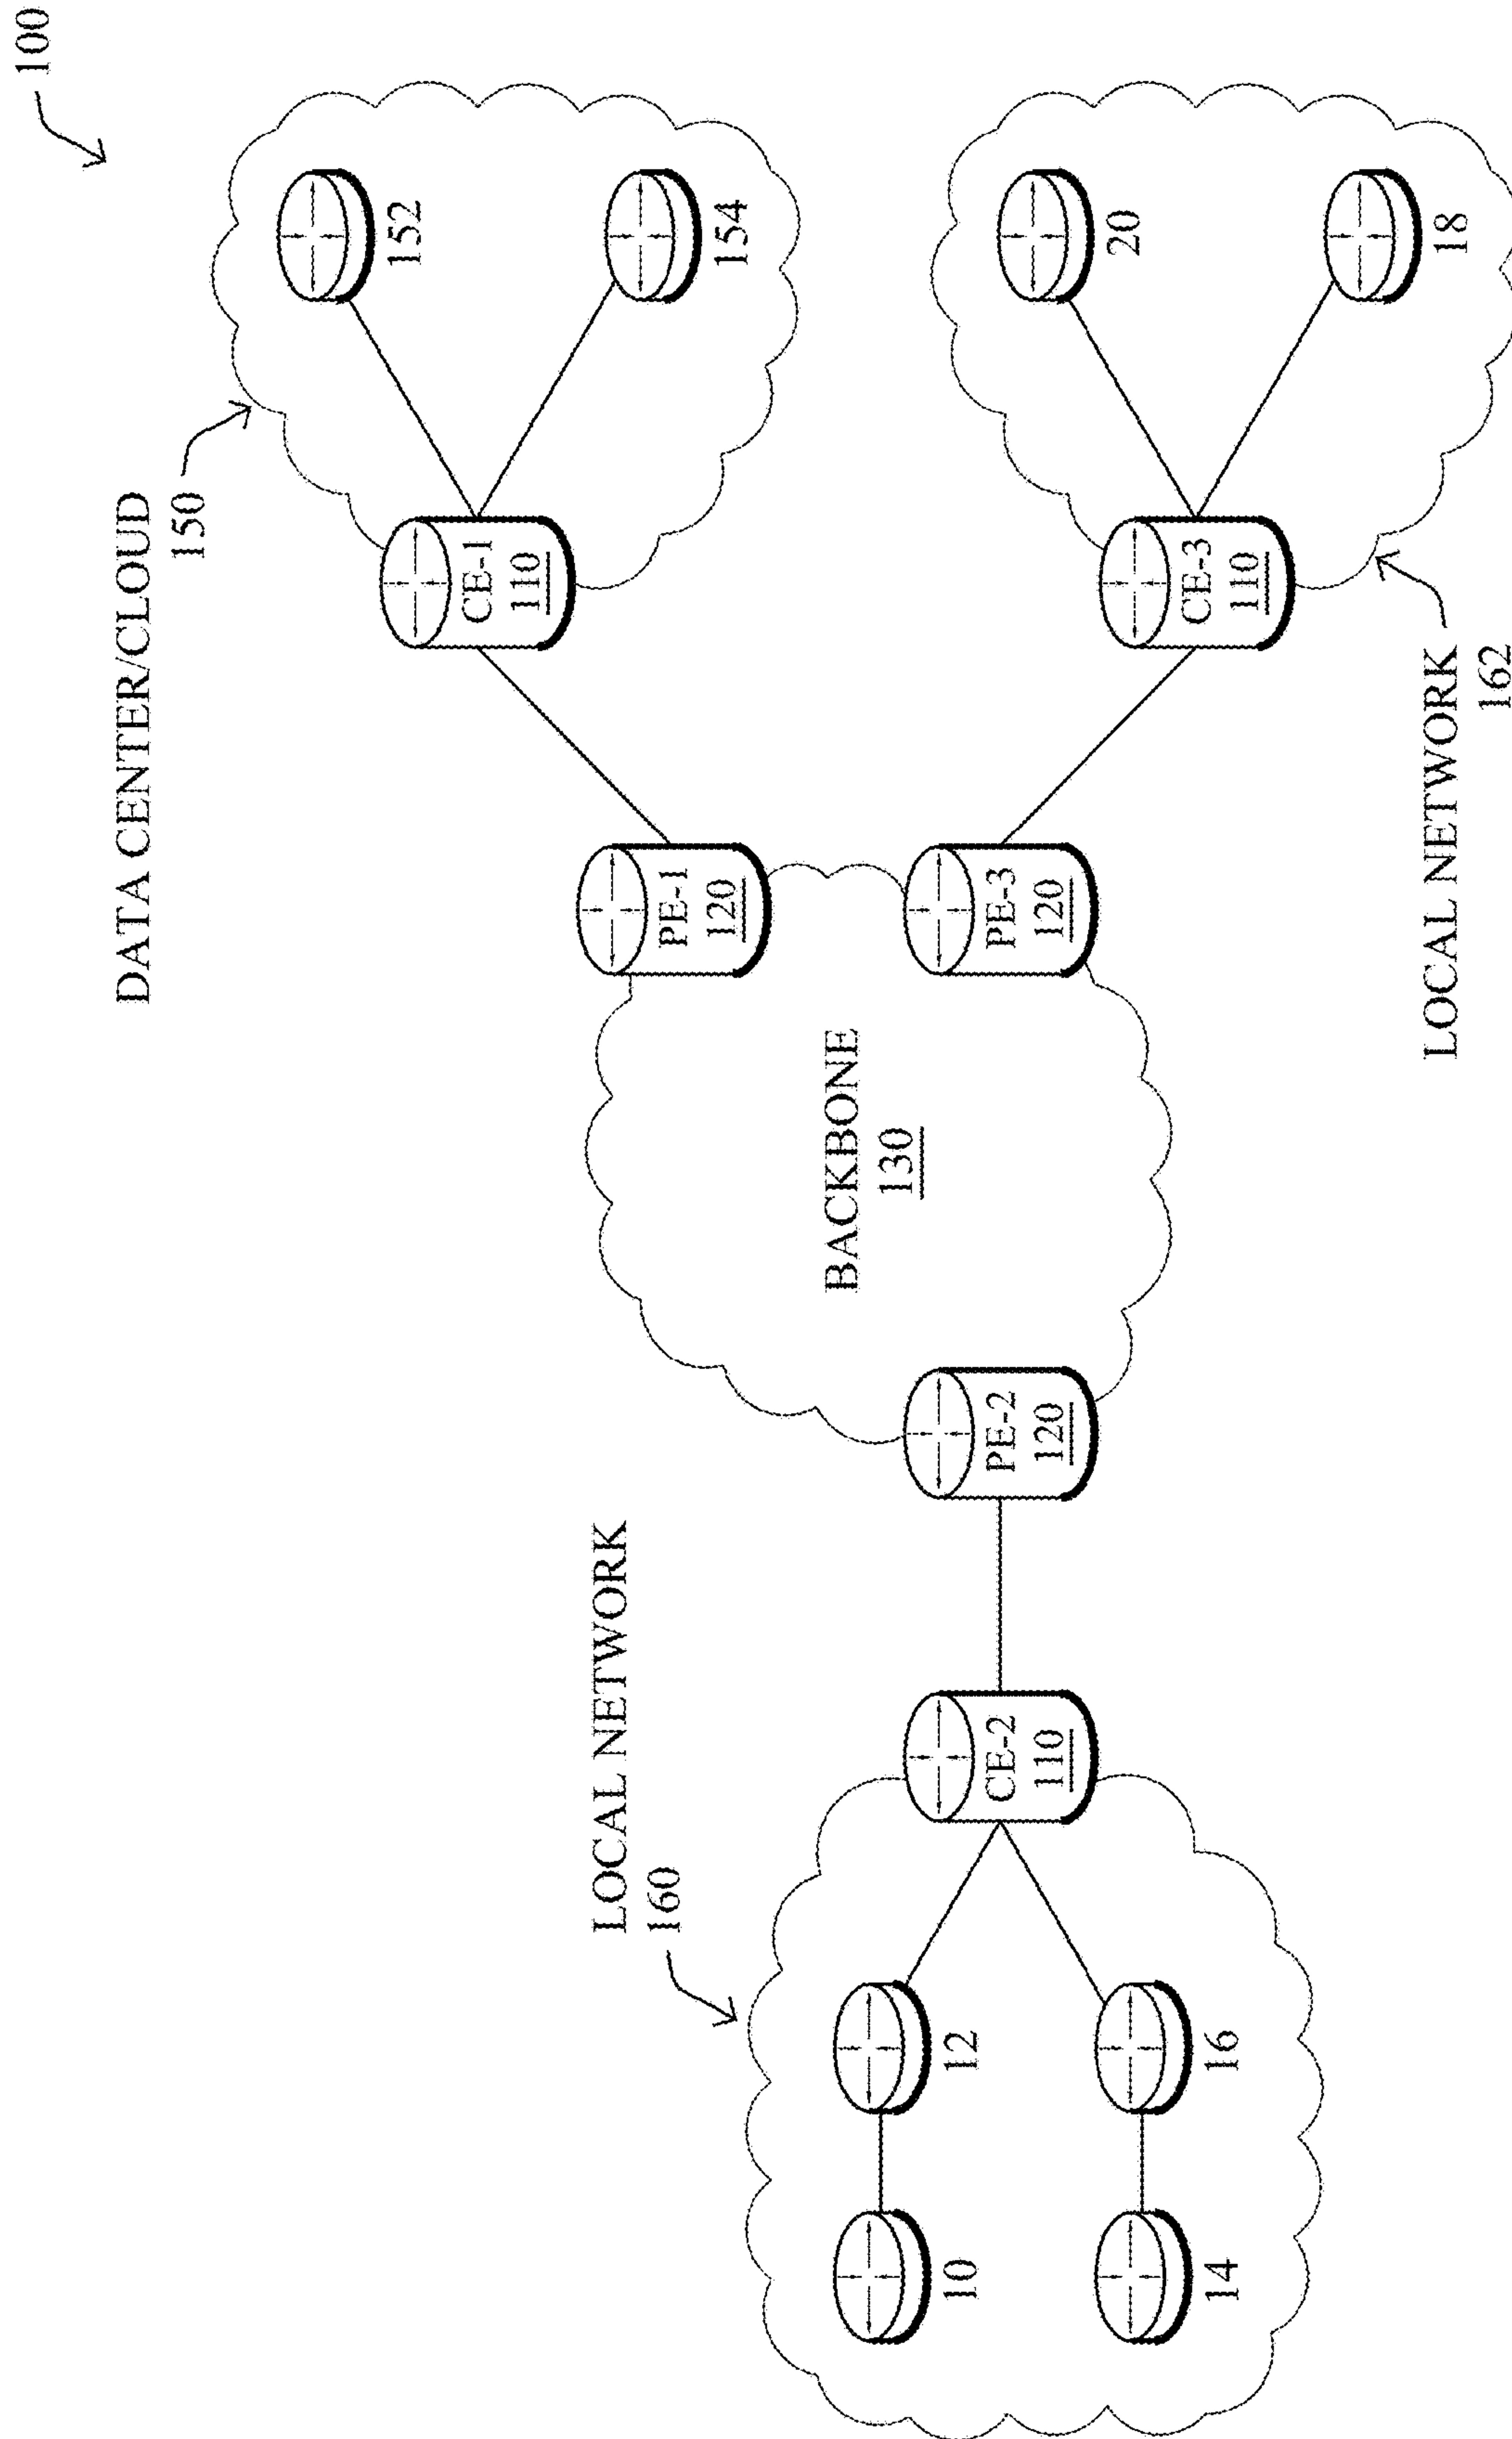 100
DATA CENTER/CLOUD
150
152
154
CE-1
110
LOCAL NETWORK
160
PE-1
120
BACKBONE
130
10
12
14
16
CE-2
110
PE-2
120
PE-3
120
CE-3
110
20
18
LOCAL NETWORK
162